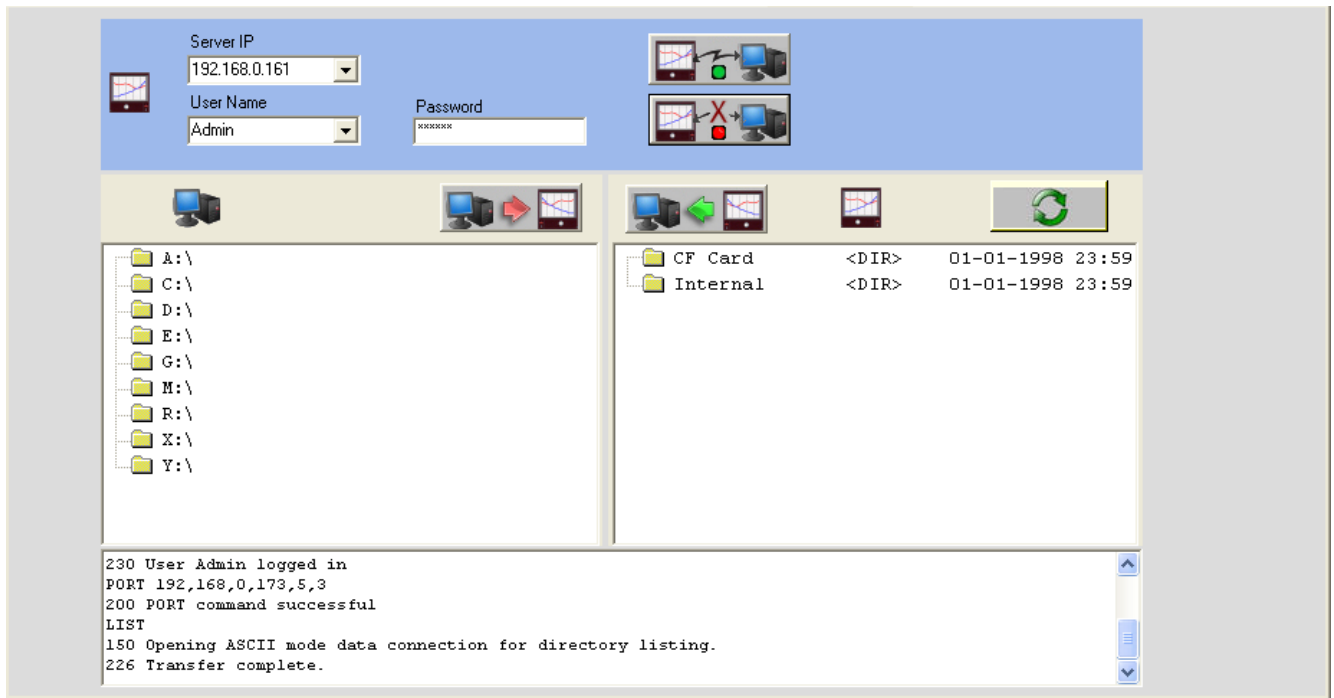 Server IP
192.168.0.161
User Name
Admin
Password
xxxxxx
A:\
C:\
D:\
E:\
G:\
M:\
R:\
X:\
Y:\
CF Card <DIR> 01-01-1998 23:59
Internal <DIR> 01-01-1998 23:59
230 User Admin logged in
PORT 192,168,0,173,5,3
200 PORT command successful
LIST
150 Opening ASCII mode data connection for directory listing.
226 Transfer complete.